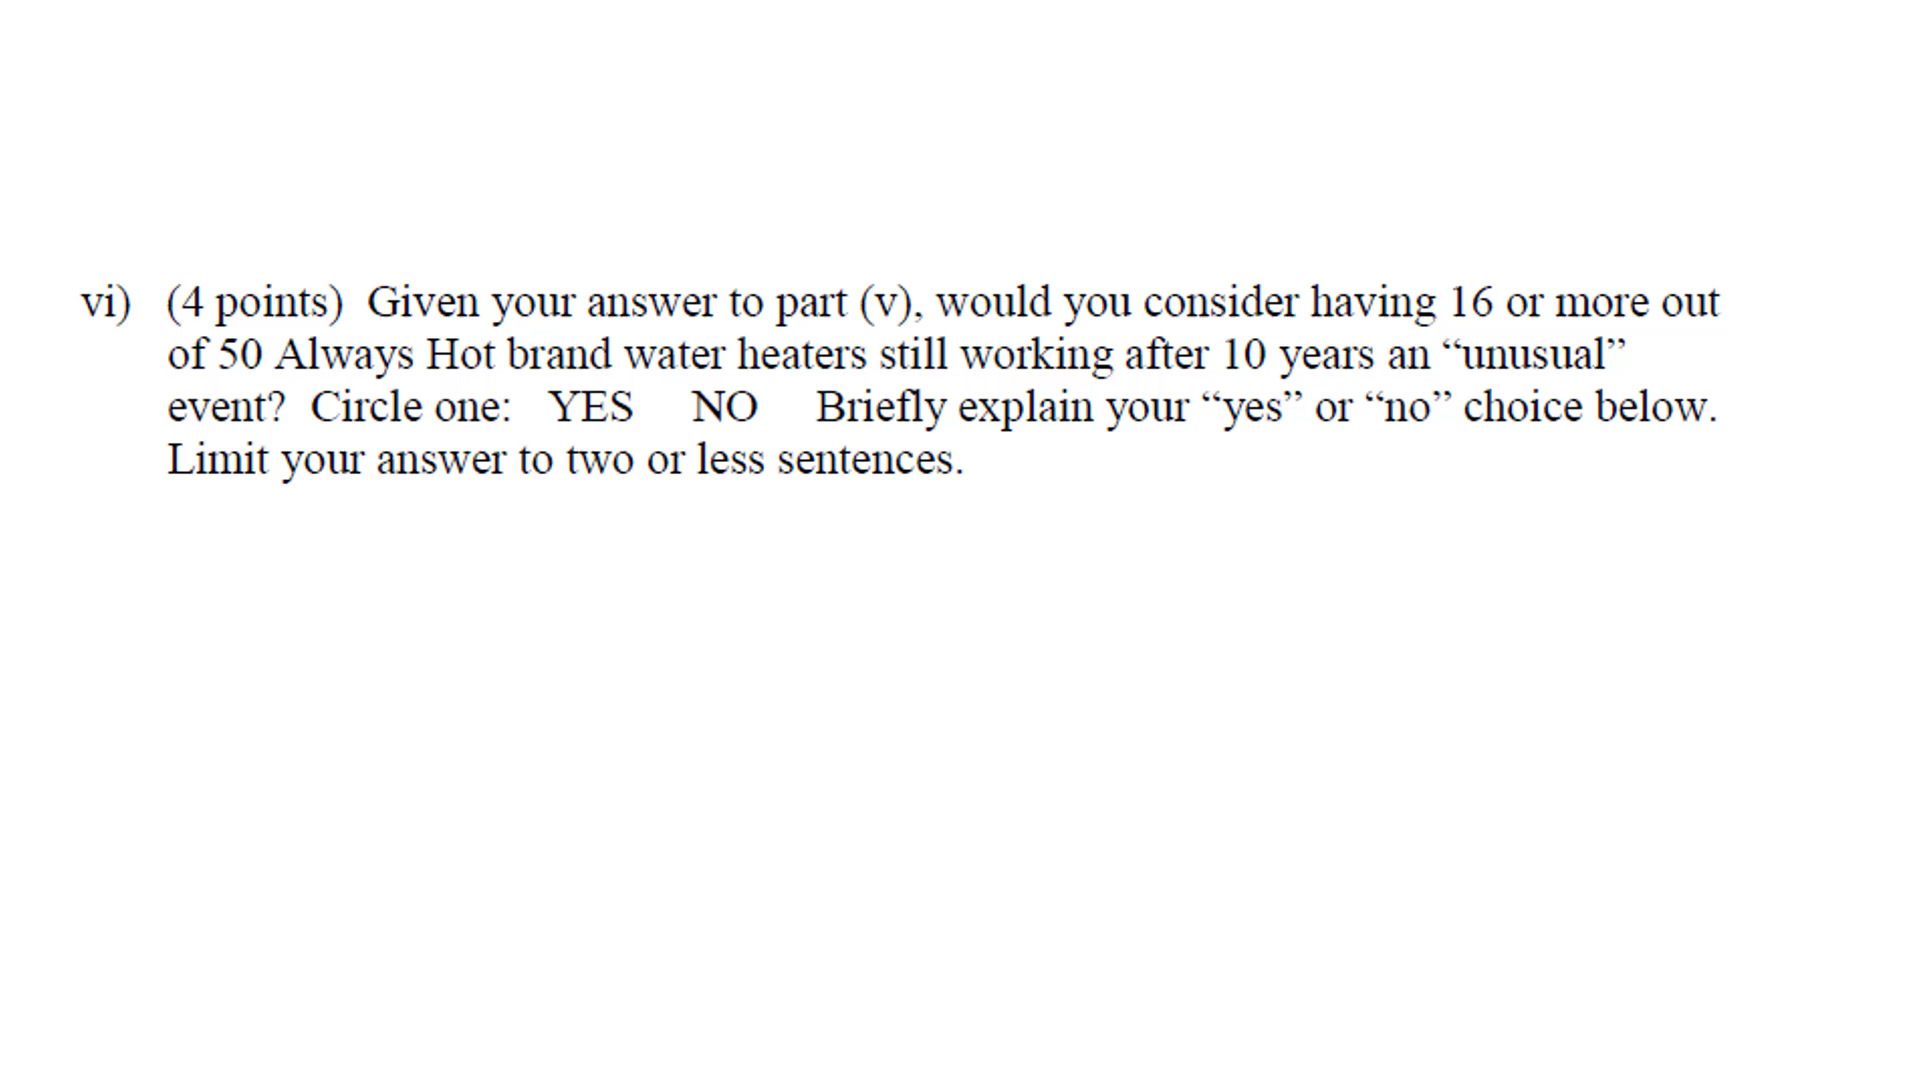 vi) (4 points) Given your answer to part (v), would you consider having 16 or more out
of 50 Always Hot brand water heaters still working after 10 years an “unusual”
event? Circle one: YES NO Briefly explain your “yes” or “no” choice below.
Limit your answer to two or less sentences.